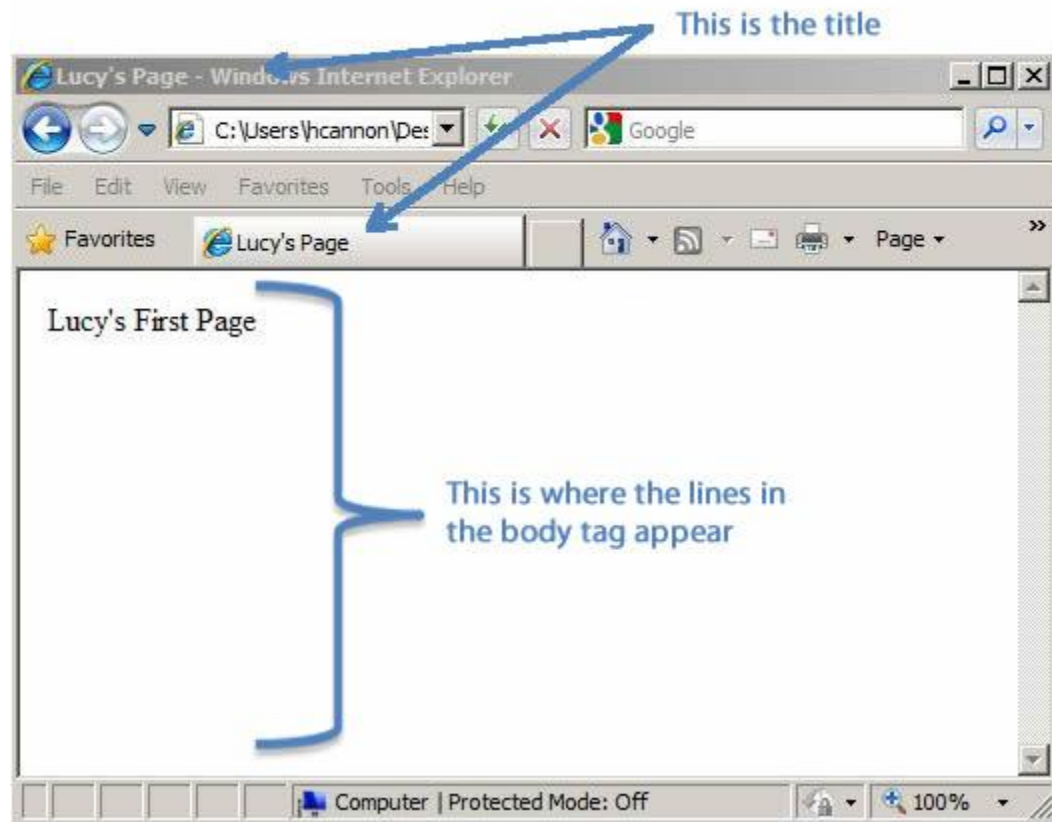 This is the title
Lucy's Page - Windows Internet Explorer
C:\Users\hcannon\Des
Google
File Edit View Favorites Tools Help
Favorites
Lucy's Page
Page
»
Lucy's First Page
This is where the lines in
the body tag appear
Computer | Protected Mode: Off
100%